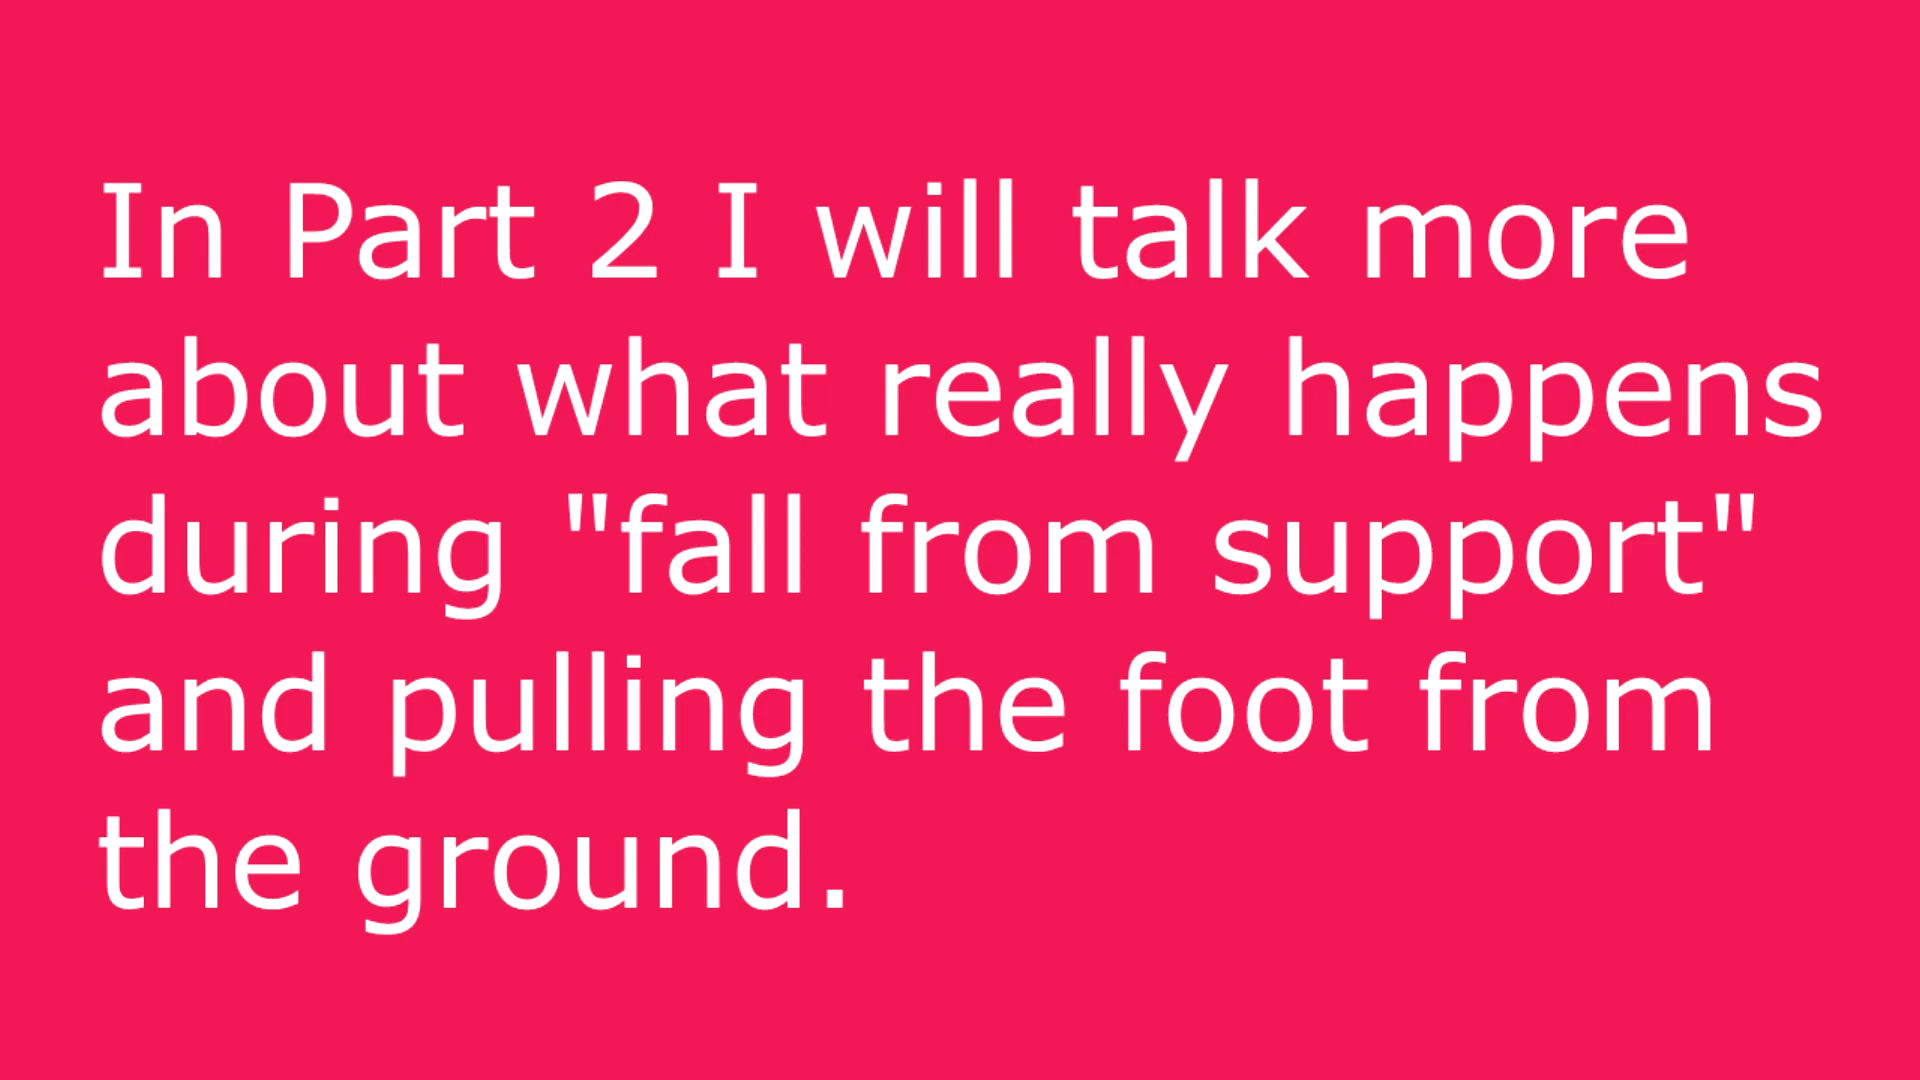 In Part 2 I will talk more
about what really happens
during "fall from support"
and pulling the foot from
the ground.